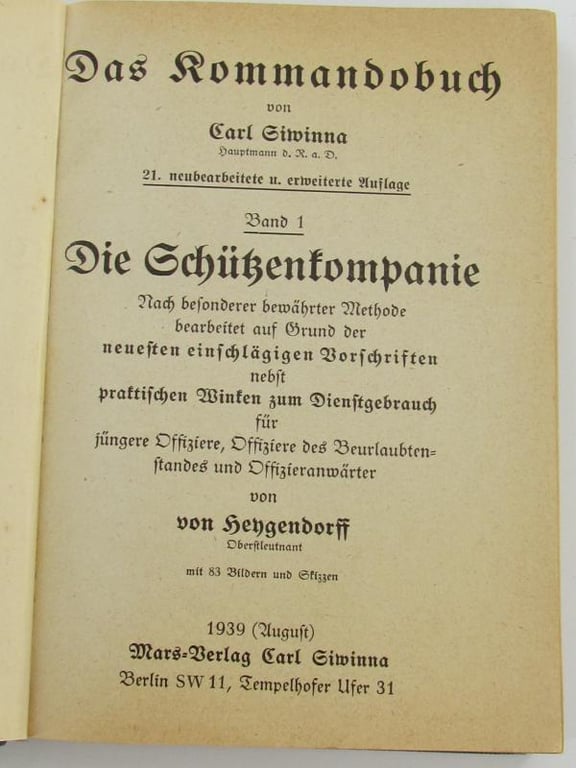 Das Kommandobuch
von
Carl Siwinna
Hauptmann d. R. a. D.
21. neubearbeitete u. erweiterte Auflage
Band 1
Die Schützenkompanie
Nach besonderer bewährter Methode
bearbeitet auf Grund der
neuesten einschlägigen Vorschriften
nebst
praktischen Winken zum Dienstgebrauch
für
jüngere Offiziere, Offiziere des Beurlaubten-
standes und Offizieranwärter
von
von Heygendorff
Oberstleutnant
mit 83 Bildern und Skizzen
1939 (August)
Mars-Verlag Carl Siwinna
Berlin SW 11, Tempelhofer Ufer 31